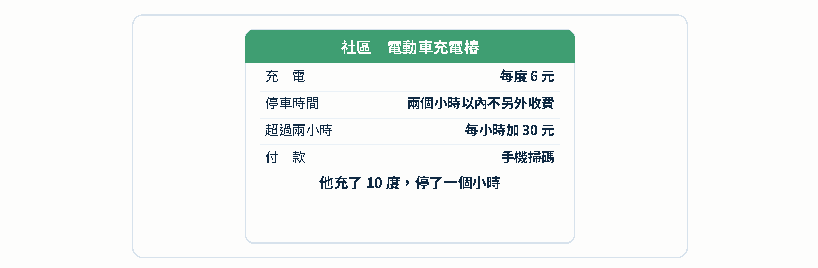 社區　電動車充電樁
充　電　每度 6 元
停車時間　兩個小時以內不另外收費
超過兩小時　每小時加 30 元
付　款　手機掃碼
他充了 10 度，停了一個小時